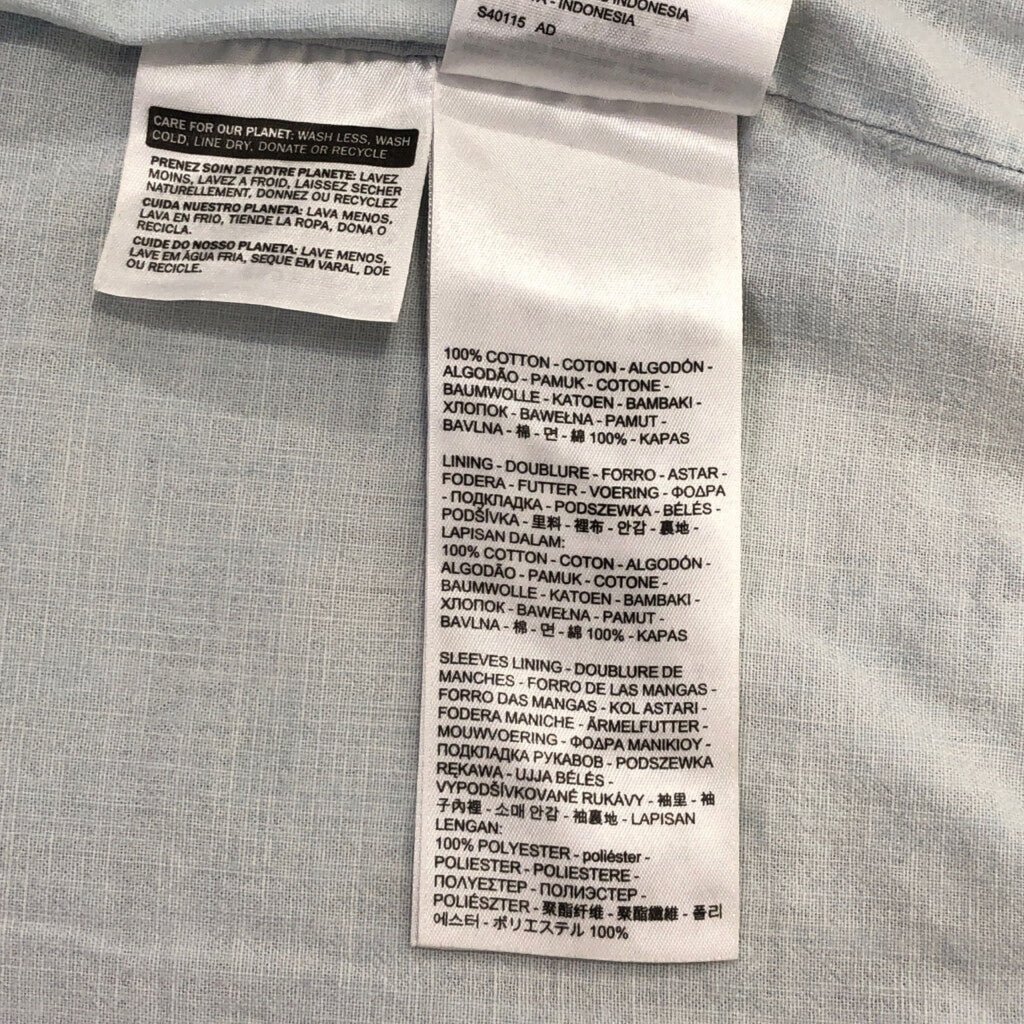 INDONESIA
- INDONESIA
S40115 AD
CARE FOR OUR PLANET: WASH LESS, WASH
COLD, LINE DRY, DONATE OR RECYCLE
PRENEZ SOIN DE NOTRE PLANETE: LAVEZ
MOINS, LAVEZ A FROID, LAISSEZ SECHER
NATURELLEMENT, DONNEZ OU RECYCLEZ
CUIDA NUESTRO PLANETA: LAVA MENOS,
LAVA EN FRIO, TIENDE LA ROPA, DONA O
RECICLA.
CUIDE DO NOSSO PLANETA: LAVE MENOS,
LAVE EM ÁGUA FRIA, SEQUE EM VARAL, DOE
OU RECICLE.
100% COTTON - COTON - ALGODÓN -
ALGODÃO - PAMUK - COTONE -
BAUMWOLLE - KATOEN - BAMBAKI -
ХЛОПОК - BAWEŁNA - PAMUT -
BAVLNA - 棉 - 면 - 綿 100% - KAPAS
LINING - DOUBLURE - FORRO - ASTAR -
FODERA - FUTTER - VOERING - ΦΟΔΡΑ
- ПОДКЛАДКА - PODSZEWKA - BÉLÉS -
PODŠÍVKA - 里料 - 裡布 - 안감 - 裏地 -
LAPISAN DALAM:
100% COTTON - COTON - ALGODÓN -
ALGODÃO - PAMUK - COTONE -
BAUMWOLLE - KATOEN - BAMBAKI -
ХЛОПОК - BAWEŁNA - PAMUT -
BAVLNA - 棉 - 면 - 綿 100% - KAPAS
SLEEVES LINING - DOUBLURE DE
MANCHES - FORRO DE LAS MANGAS -
FORRO DAS MANGAS - KOL ASTARI -
FODERA MANICHE - ÄRMELFUTTER -
MOUWVOERING - ΦΟΔΡΑ ΜΑΝΙΚΙΟΥ -
ПОДКЛАДКА РУКАВОВ - PODSZEWKA
RĘKAWA - UJJA BÉLÉS -
VYPODŠÍVKOVANÉ RUKÁVY - 袖里 - 袖
子內裡 - 소매 안감 - 袖裏地 - LAPISAN
LENGAN:
100% POLYESTER - poliéster -
POLIESTER - POLIESTERE -
ΠΟΛΥΕΣΤΕΡ - ПОЛИЭСТЕР -
POLIÉSZTER - 聚酯纤维 - 聚酯纖維 - 폴리
에스터 - ポリエステル 100%